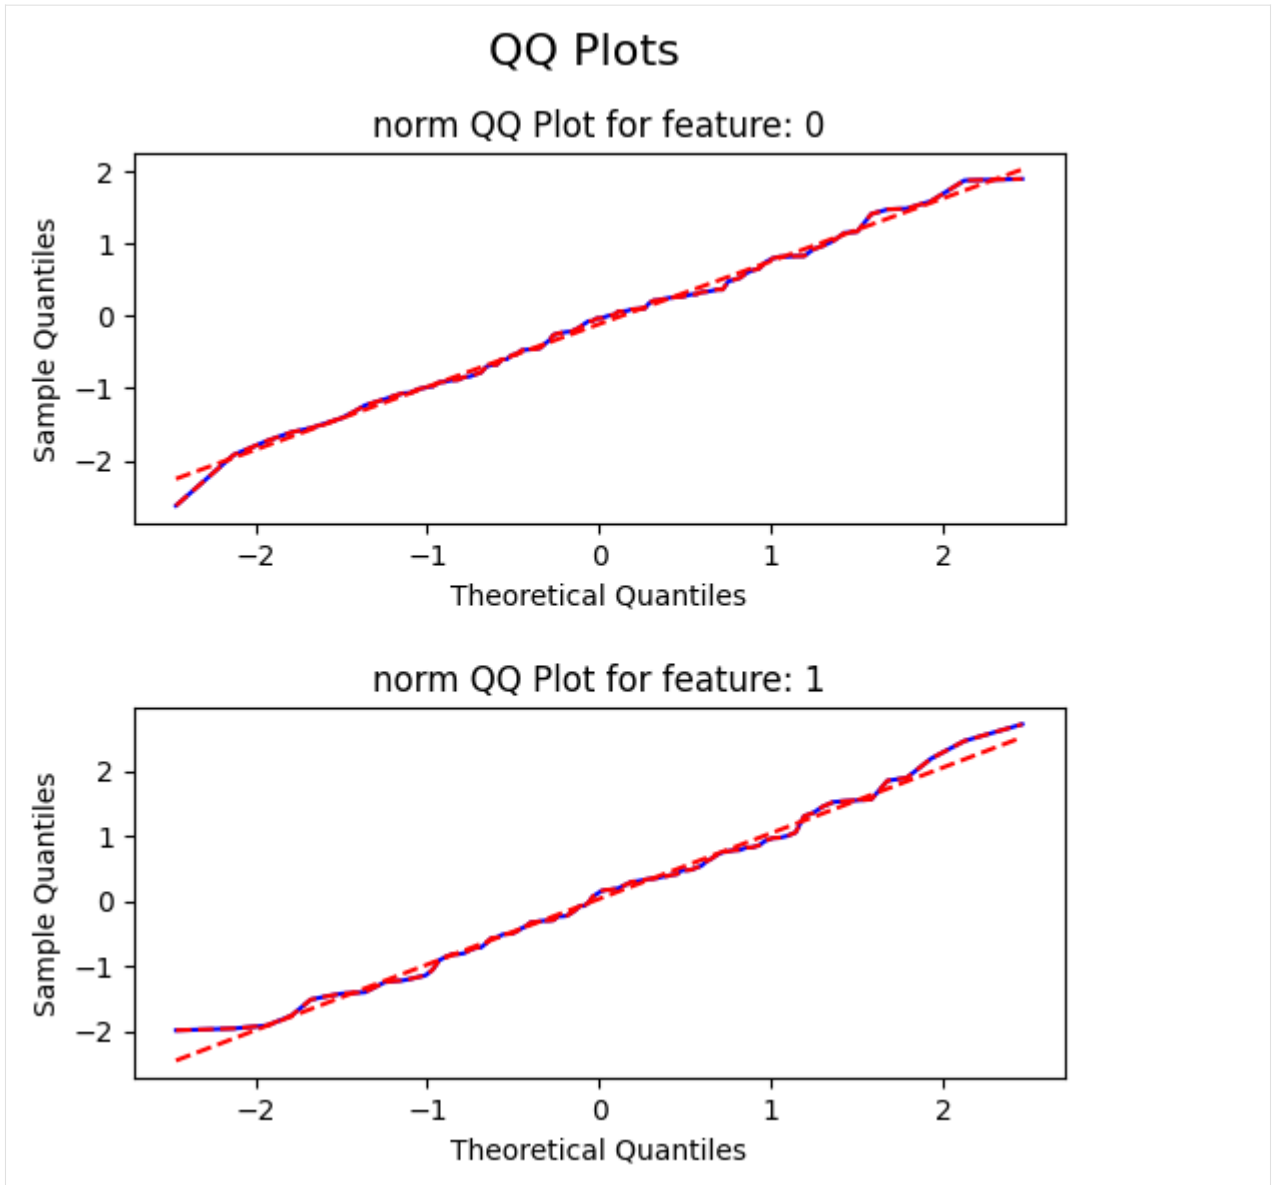 QQ Plots
norm QQ Plot for feature: 0
2
1
0
−1
−2
Sample Quantiles
−2 −1 0 1 2
Theoretical Quantiles
norm QQ Plot for feature: 1
2
1
0
−1
−2
Sample Quantiles
−2 −1 0 1 2
Theoretical Quantiles